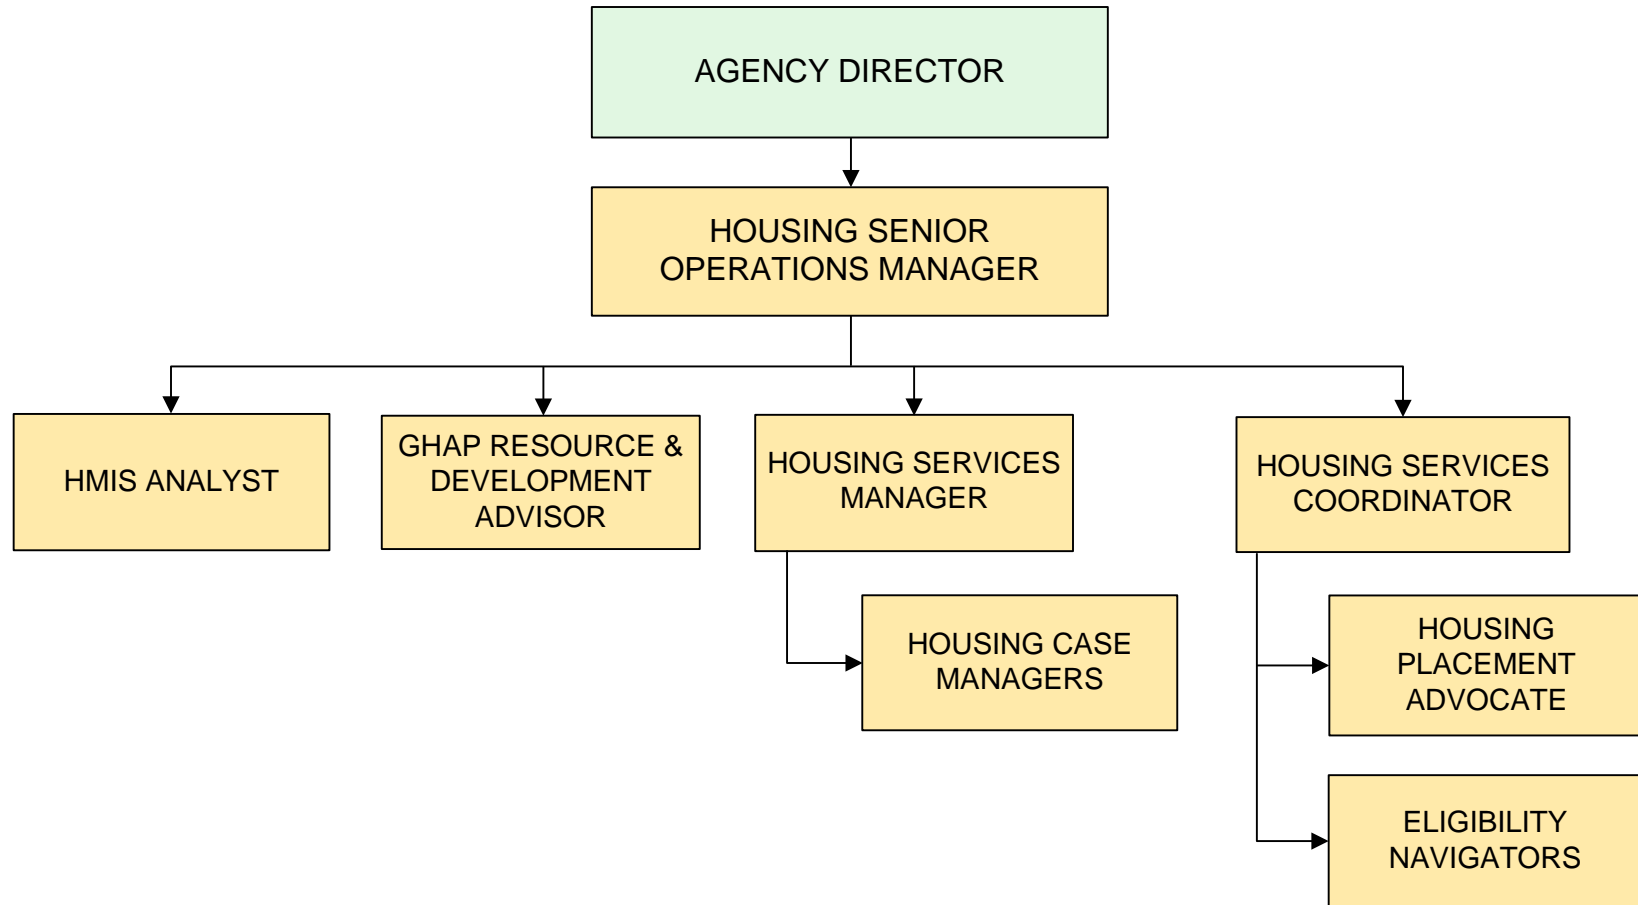 AGENCY DIRECTOR
HOUSING SENIOR
OPERATIONS MANAGER
HMIS ANALYST
GHAP RESOURCE &
DEVELOPMENT
ADVISOR
HOUSING SERVICES
MANAGER
HOUSING SERVICES
COORDINATOR
HOUSING CASE
MANAGERS
HOUSING
PLACEMENT
ADVOCATE
ELIGIBILITY
NAVIGATORS